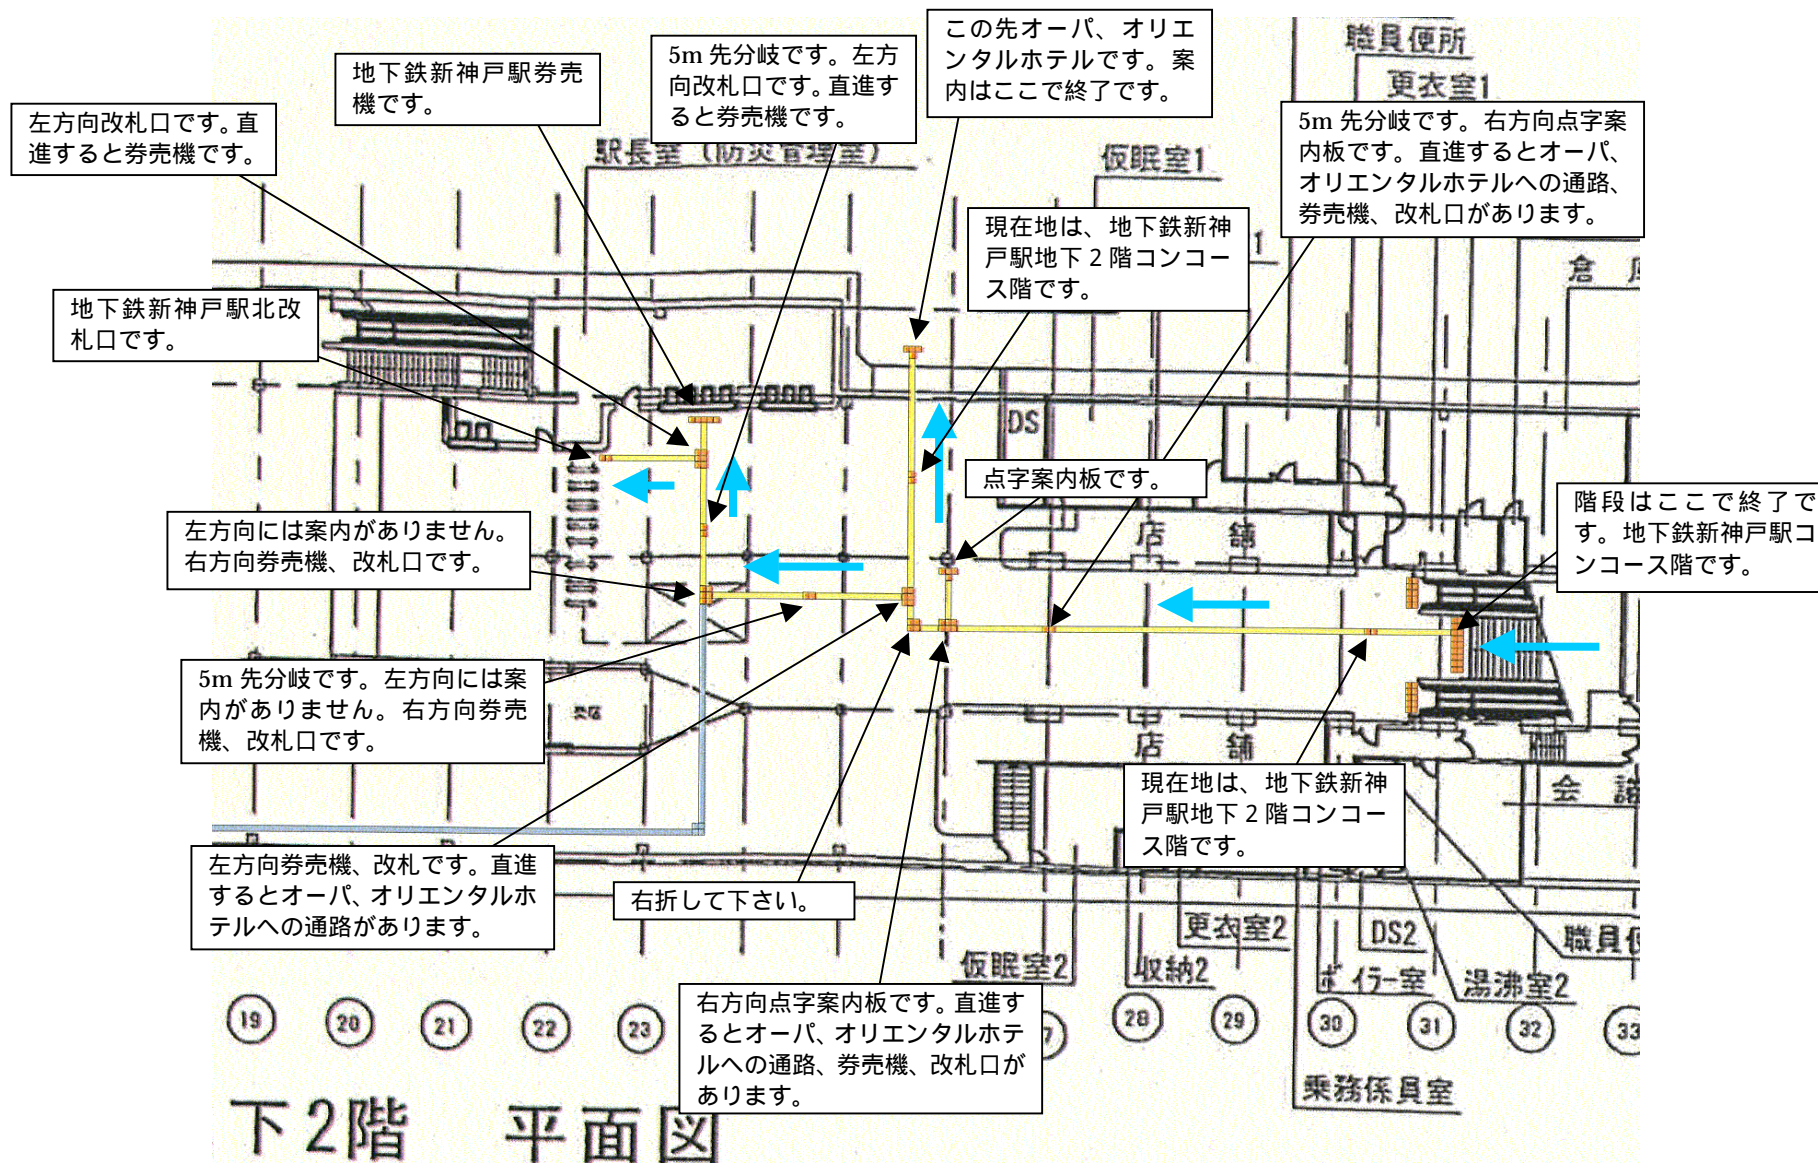 この先オーパ、オリエ
ンタルホテルです。案
内はここで終了です。
職員便所
更衣室1
5m 先分岐です。左方
向改札口です。直進す
ると券売機です。
地下鉄新神戸駅券売
機です。
左方向改札口です。直
進すると券売機です。
5m 先分岐です。右方向点字案
内板です。直進するとオーパ、
オリエンタルホテルへの通路、
券売機、改札口があります。
駅長室（防災管理室）
仮眠室1
現在地は、地下鉄新神
戸駅地下２階コンコー
ス階です。
1
倉
地下鉄新神戸駅北改
札口です。
DS
点字案内板です。
階段はここで終了で
す。地下鉄新神戸駅コ
ンコース階です。
左方向には案内がありません。
右方向券売機、改札口です。
店 舗
5m 先分岐です。左方向には案
内がありません。右方向券売
機、改札口です。
店 舗
現在地は、地下鉄新神
戸駅地下２階コンコー
ス階です。
会 議
左方向券売機、改札です。直進
するとオーパ、オリエンタルホ
テルへの通路があります。
右折して下さい。
更衣室2
DS2
職員便
仮眠室2
収納2
ボイラー室
湯沸室2
右方向点字案内板です。直進す
るとオーパ、オリエンタルホテ
ルへの通路、券売機、改札口が
あります。
19 20 21 22 23 7 28 29 30 31 32 33
乗務係員室
下2階 平面図